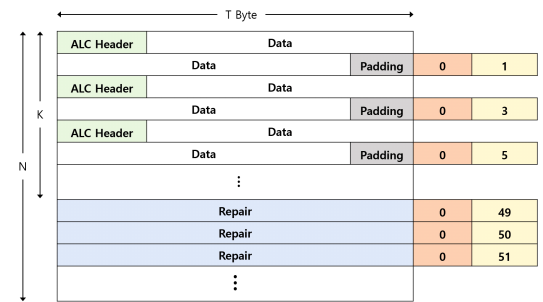 T Byte
ALC Header Data
Data Padding 0 1
ALC Header Data
Data Padding 0 3
K
ALC Header Data
Data Padding 0 5
N
Repair 0 49
Repair 0 50
Repair 0 51